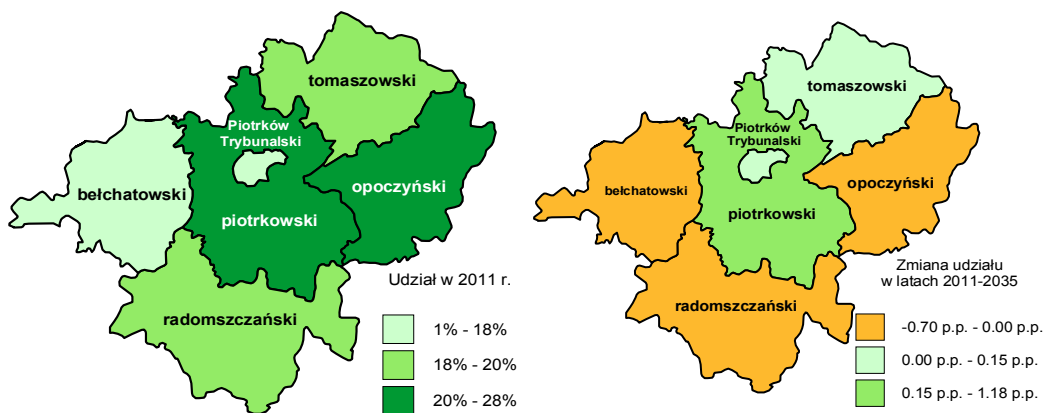 tomaszowski
Piotrków
Trybunalski
bełchatowski
opoczyński
piotrkowski
radomszczański
Udział w 2011 r.
1% - 18%
18% - 20%
20% - 28%
tomaszowski
Piotrków
Trybunalski
bełchatowski
opoczyński
piotrkowski
radomszczański
Zmiana udziału
w latach 2011-2035
-0.70 p.p. - 0.00 p.p.
0.00 p.p. - 0.15 p.p.
0.15 p.p. - 1.18 p.p.